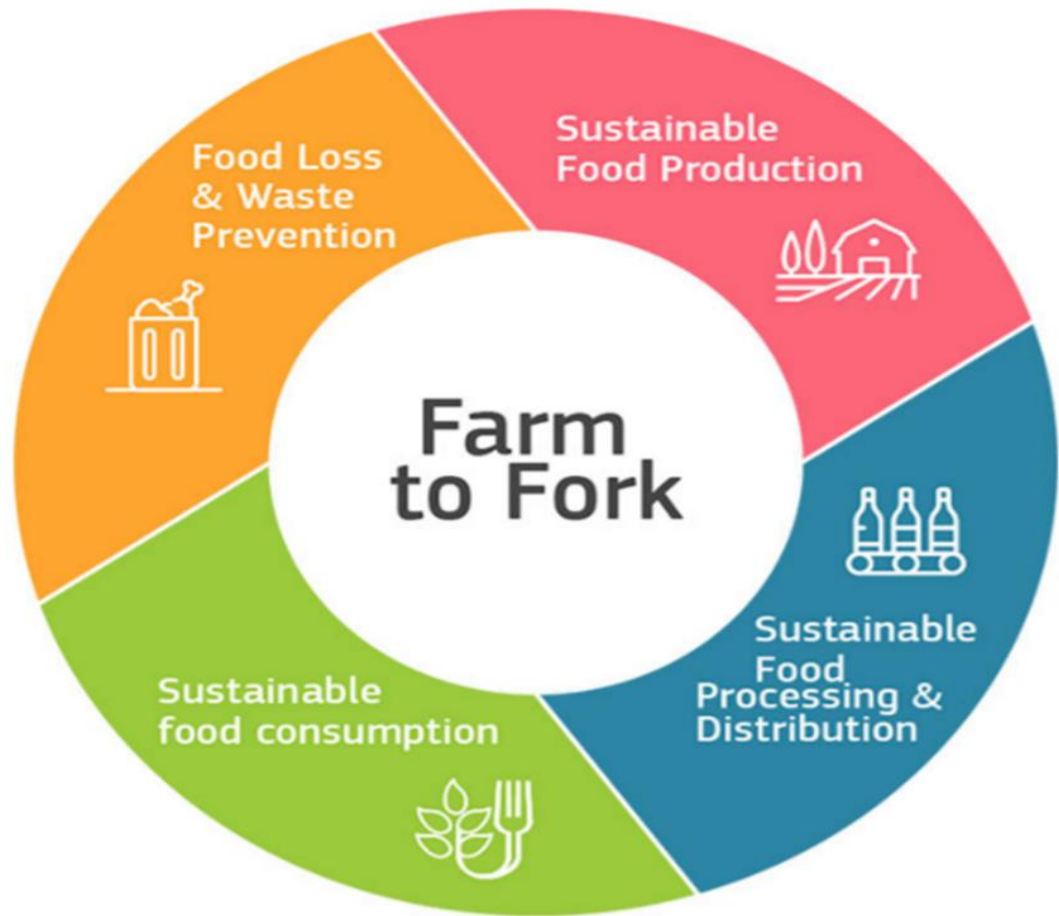 Food Loss
& Waste
Prevention
Sustainable
Food Production
Farm
to Fork
Sustainable
Food
Processing &
Distribution
Sustainable
food consumption